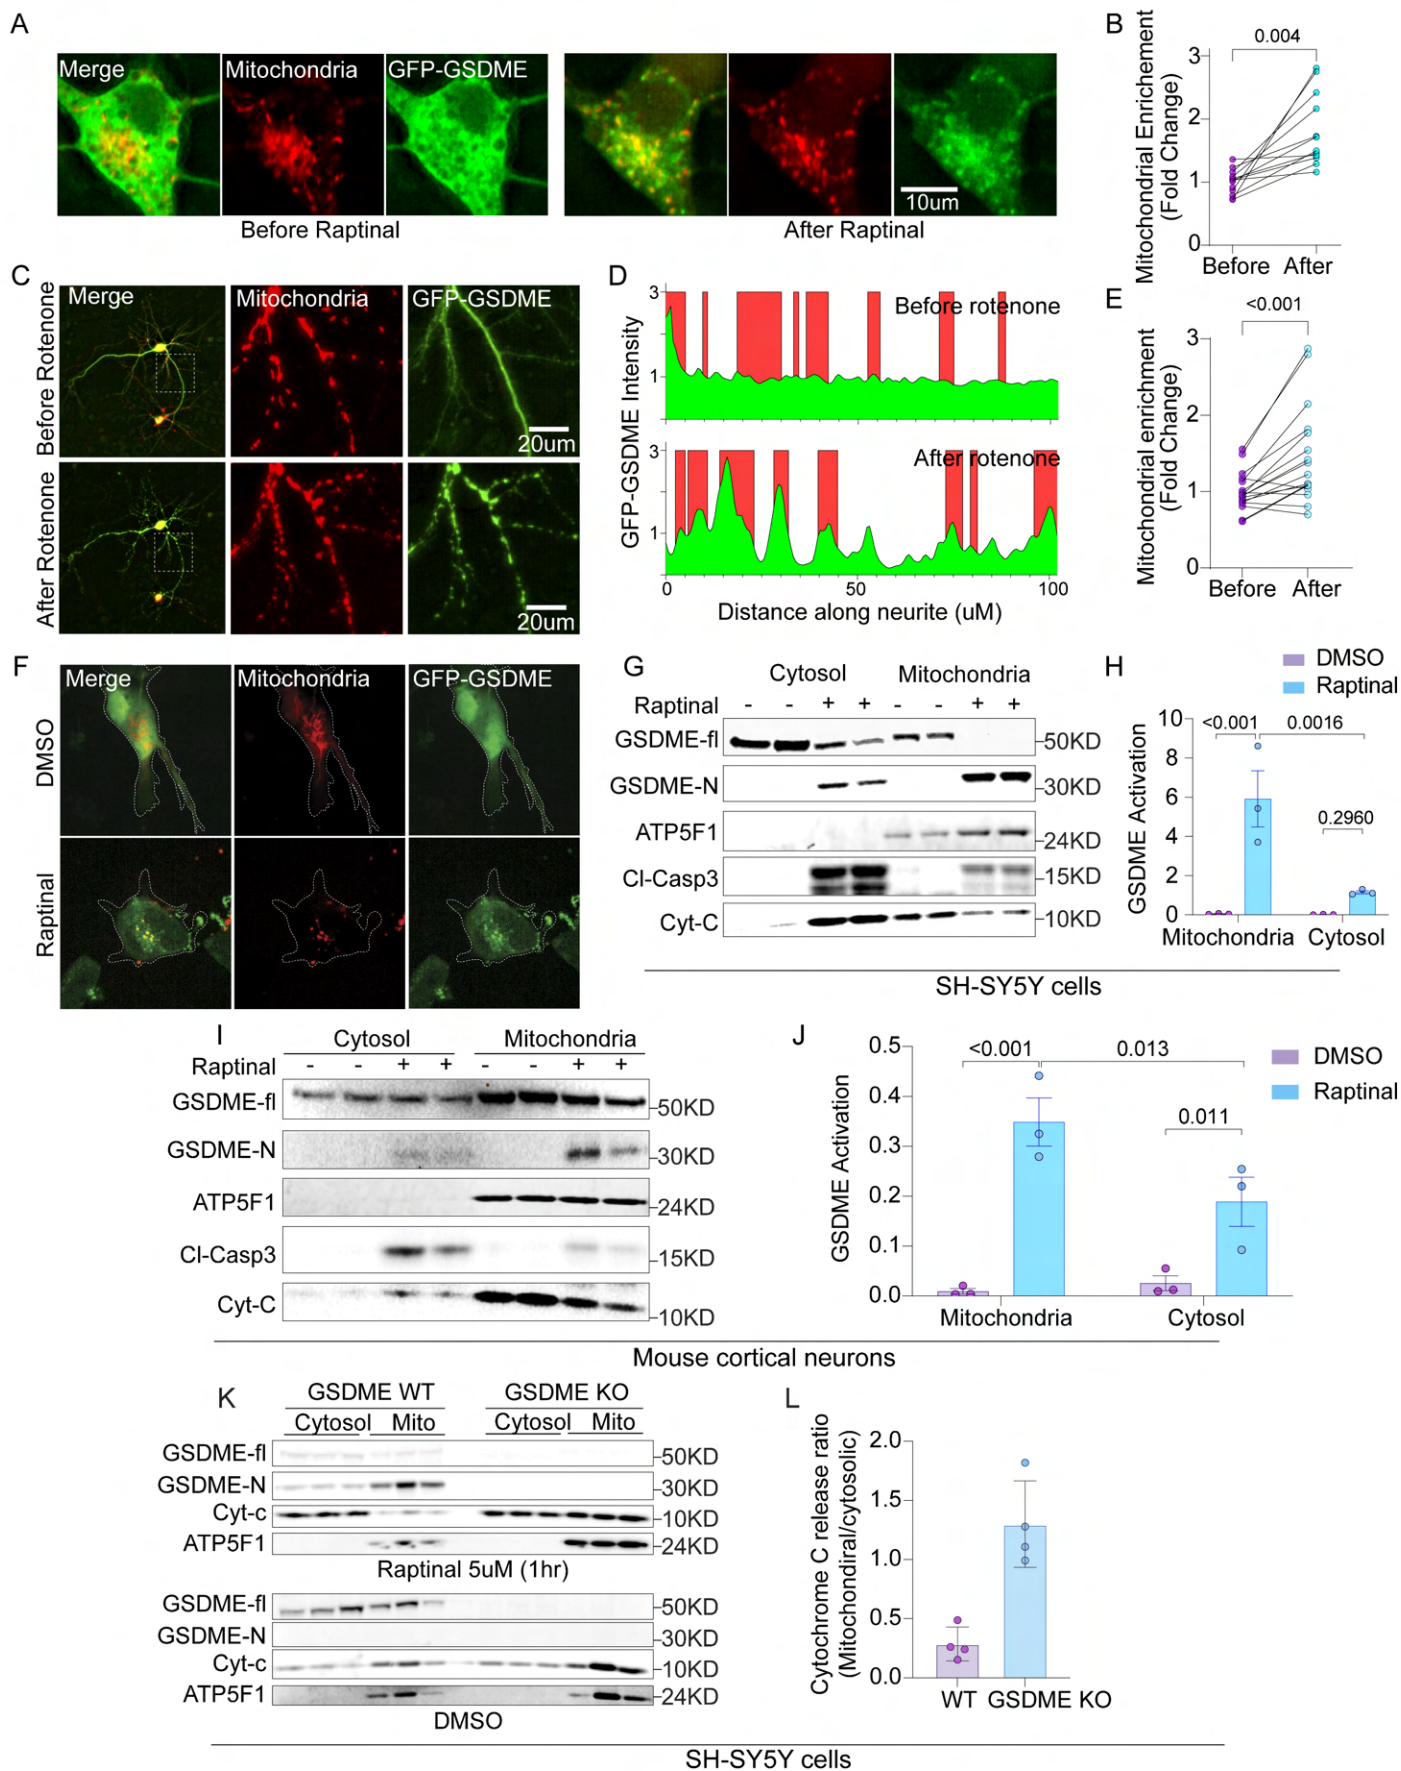 A
Merge
Mitochondria
GFP-GSDME
10um
Before Raptinal
After Raptinal
B
Mitochondrial Enrichement
(Fold Change)
0.004
3
2
1
0
Before After
C
Before Rotenone
After Rotenone
Merge
Mitochondria
GFP-GSDME
20um
20um
D
GFP-GSDME Intensity
3
1
Before rotenone
3
1
After rotenone
0 50 100
Distance along neurite (uM)
E
Mitochondrial enrichment
(Fold Change)
<0.001
3
2
1
0
Before After
F
DMSO
Raptinal
Merge
Mitochondria
GFP-GSDME
G
Cytosol Mitochondria
Raptinal - - + + - - + +
GSDME-fl 50KD
GSDME-N 30KD
ATP5F1 24KD
Cl-Casp3 15KD
Cyt-C 10KD
H
DMSO
Raptinal
GSDME Activation
<0.001 0.0016
0.2960
10
8
6
4
2
0
Mitochondria Cytosol
SH-SY5Y cells
I
Cytosol Mitochondria
Raptinal - - + + - - + +
GSDME-fl 50KD
GSDME-N 30KD
ATP5F1 24KD
Cl-Casp3 15KD
Cyt-C 10KD
J
DMSO
Raptinal
GSDME Activation
<0.001 0.013
0.011
0.5
0.4
0.3
0.2
0.1
0.0
Mitochondria Cytosol
Mouse cortical neurons
K
GSDME WT GSDME KO
Cytosol Mito Cytosol Mito
GSDME-fl 50KD
GSDME-N 30KD
Cyt-c 10KD
ATP5F1 24KD
Raptinal 5uM (1hr)
GSDME-fl 50KD
GSDME-N 30KD
Cyt-c 10KD
ATP5F1 24KD
DMSO
L
Cytochrome C release ratio
(Mitochondiral/cytosolic)
2.0
1.5
1.0
0.5
0.0
WT GSDME KO
SH-SY5Y cells